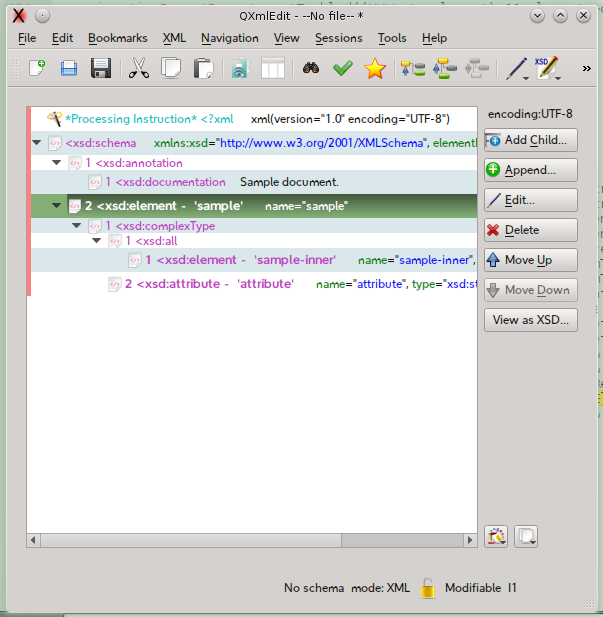 QXmlEdit - --No file-- *
File Edit Bookmarks XML Navigation View Sessions Tools Help
XSD
»
encoding:UTF-8
*Processing Instruction* <?xml xml(version="1.0" encoding="UTF-8")
<xsd:schema xmlns:xsd="http://www.w3.org/2001/XMLSchema", element
1 <xsd:annotation
1 <xsd:documentation Sample document.
2 <xsd:element - 'sample' name="sample"
1 <xsd:complexType
1 <xsd:all
1 <xsd:element - 'sample-inner' name="sample-inner",
2 <xsd:attribute - 'attribute' name="attribute", type="xsd:st
Add Child...
Append...
Edit...
Delete
Move Up
Move Down
View as XSD...
No schema mode: XML Modifiable I1